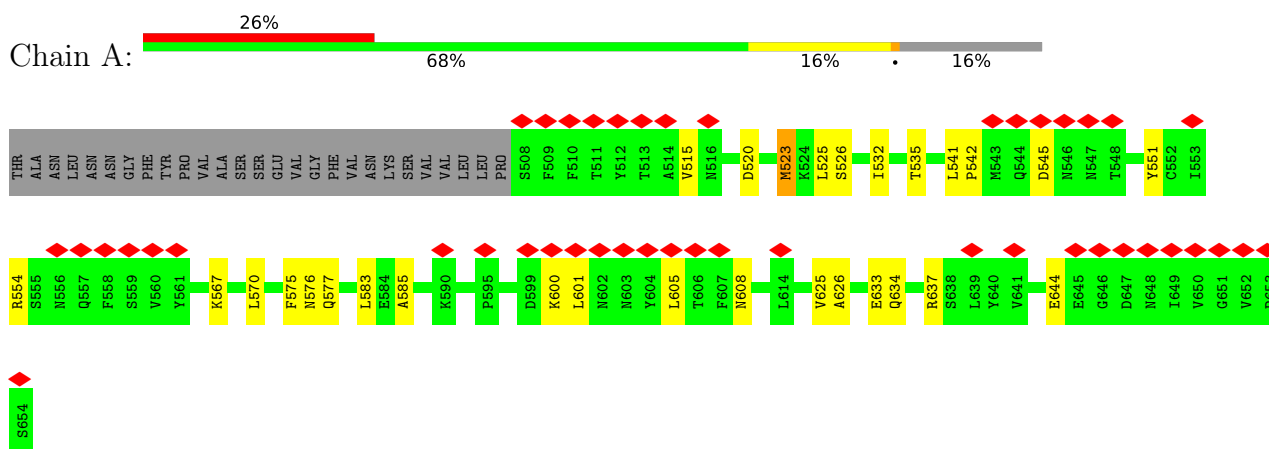 26%
Chain A:
68% 16% . 16%
THR ALA ASN LEU ASN ASN GLY PHE TYR PRO VAL ALA SER SER GLU VAL GLY PHE VAL ASN LYS SER VAL VAL LEU LEU PRO S508 F509 F510 T511 Y512 T513 A514 V515 N516 D520 M523 K524 L525 S526 I532 T535 L541 P542 M543 Q544 D545 N546 N547 T548 Y551 C552 I553
R554 S555 N556 Q557 F558 S559 V560 Y561 K567 L570 F575 N576 Q577 L583 E584 A585 K590 P595 D599 K600 L601 N602 N603 Y604 L605 T606 F607 N608 L614 V625 A626 E633 Q634 R637 S638 L639 Y640 V641 E644 E645 G646 D647 N648 I649 V650 G651 V652
S654